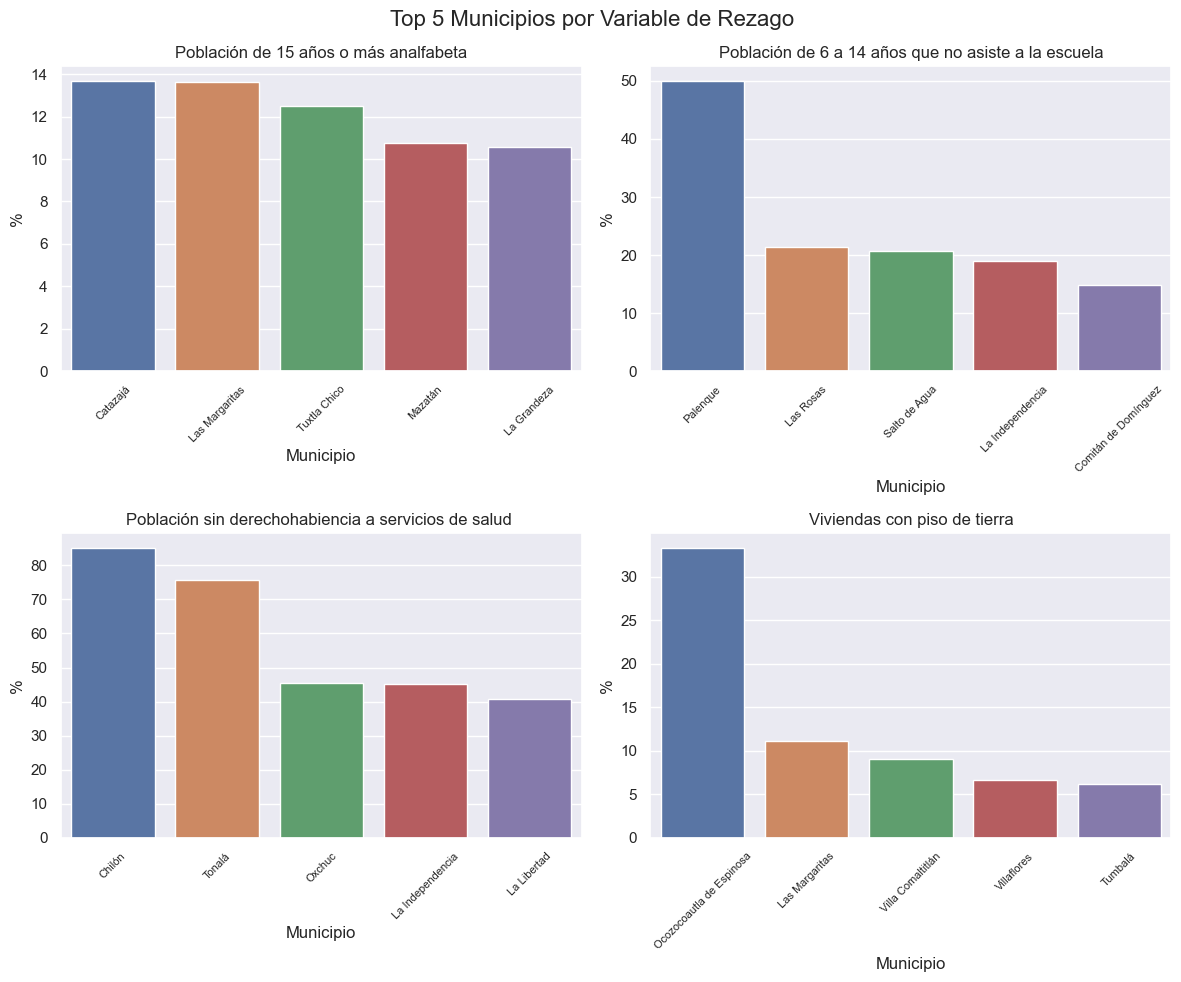 Top 5 Municipios por Variable de Rezago
Población de 15 años o más analfabeta
14
12
10
8
6
4
2
0
%
Catazajá
Las Margaritas
Tuxtla Chico
Mazatán
La Grandeza
Municipio
Población de 6 a 14 años que no asiste a la escuela
50
40
30
20
10
0
%
Palenque
Las Rosas
Salto de Agua
La Independencia
Comitán de Domínguez
Municipio
Población sin derechohabiencia a servicios de salud
80
70
60
50
40
30
20
10
0
%
Chilón
Tonalá
Oxchuc
La Independencia
La Libertad
Municipio
Viviendas con piso de tierra
30
25
20
15
10
5
0
%
Ocozocoautla de Espinosa
Las Margaritas
Villa Comaltitlán
Villaflores
Tumbalá
Municipio